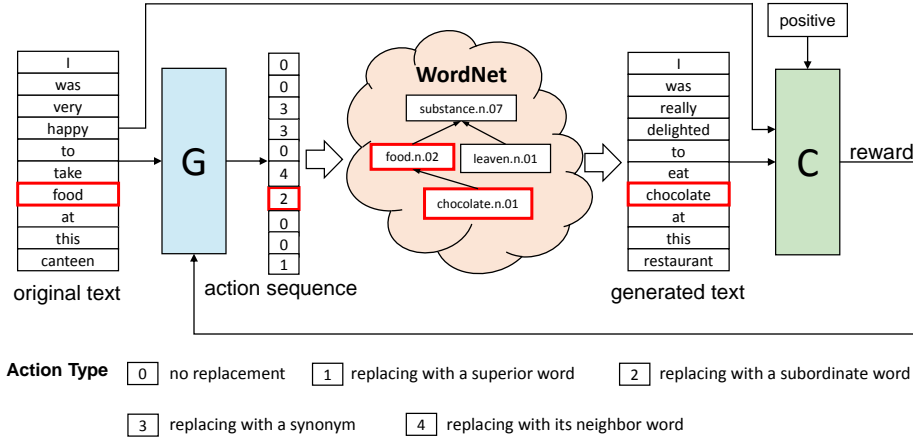 positive
I
was
very
happy
to
take
food
at
this
canteen
original text
G
0
0
3
3
0
4
2
0
0
1
action sequence
WordNet
substance.n.07
food.n.02
leaven.n.01
chocolate.n.01
I
was
really
delighted
to
eat
chocolate
at
this
restaurant
generated text
C
reward
Action Type
0 no replacement
1 replacing with a superior word
2 replacing with a subordinate word
3 replacing with a synonym
4 replacing with its neighbor word